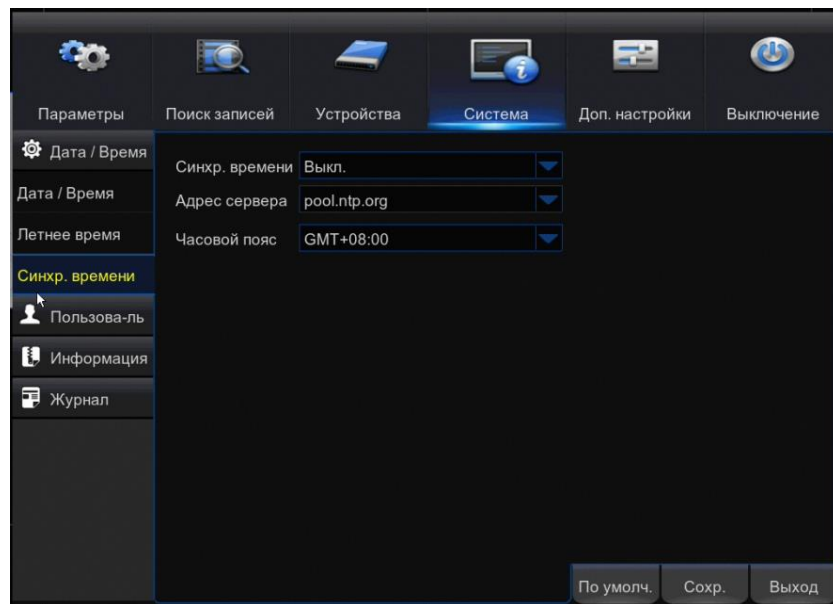 Параметры
Поиск записей
Устройства
Система
Доп. настройки
Выключение
Дата / Время
Дата / Время
Летнее время
Синхр. времени
Пользова-ль
Информация
Журнал
Синхр. времени Выкл.
Адрес сервера pool.ntp.org
Часовой пояс GMT+08:00
По умолч.
Сохр.
Выход